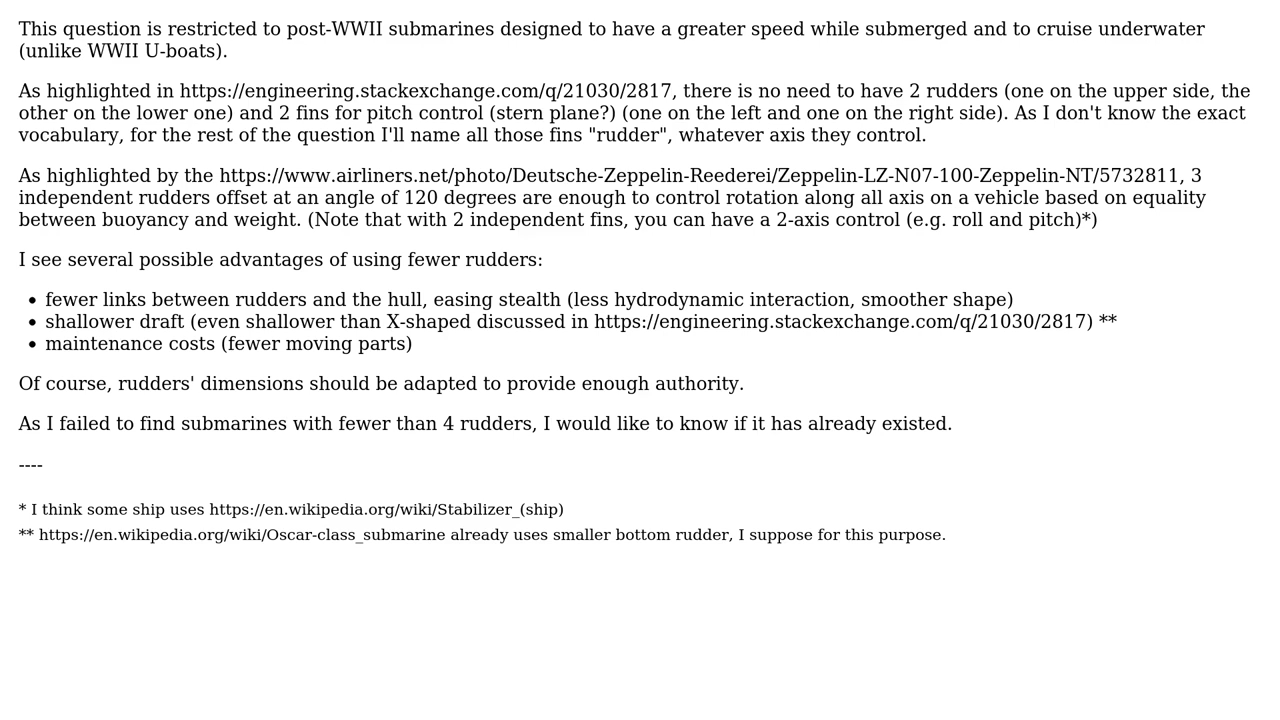 This question is restricted to post-WWII submarines designed to have a greater speed while submerged and to cruise underwater
(unlike WWII U-boats).
As highlighted in https://engineering.stackexchange.com/q/21030/2817, there is no need to have 2 rudders (one on the upper side, the
other on the lower one) and 2 fins for pitch control (stern plane?) (one on the left and one on the right side). As I don't know the exact
vocabulary, for the rest of the question I'll name all those fins "rudder", whatever axis they control.
As highlighted by the https://www.airliners.net/photo/Deutsche-Zeppelin-Reederei/Zeppelin-LZ-N07-100-Zeppelin-NT/5732811, 3
independent rudders offset at an angle of 120 degrees are enough to control rotation along all axis on a vehicle based on equality
between buoyancy and weight. (Note that with 2 independent fins, you can have a 2-axis control (e.g. roll and pitch)*)
I see several possible advantages of using fewer rudders:
• fewer links between rudders and the hull, easing stealth (less hydrodynamic interaction, smoother shape)
• shallower draft (even shallower than X-shaped discussed in https://engineering.stackexchange.com/q/21030/2817) **
• maintenance costs (fewer moving parts)
Of course, rudders' dimensions should be adapted to provide enough authority.
As I failed to find submarines with fewer than 4 rudders, I would like to know if it has already existed.
----
* I think some ship uses https://en.wikipedia.org/wiki/Stabilizer_(ship)
** https://en.wikipedia.org/wiki/Oscar-class_submarine already uses smaller bottom rudder, I suppose for this purpose.